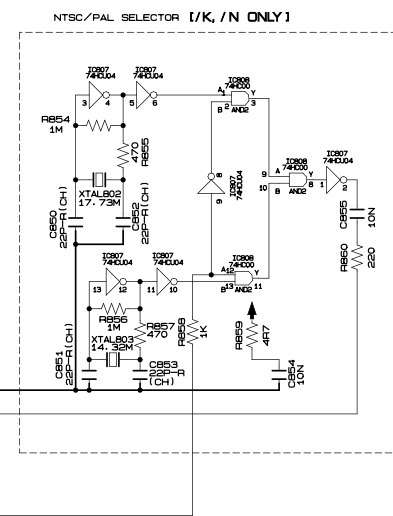 NTSC/PAL SELECTOR [/K, /N ONLY]
IC807
74HCU04
IC807
74HCU04
IC808
74HC00
3 4
5 6
A 1
B 2
Y
3
AND2
R854
1M
470
R855
XTAL802
17.73M
C850
22P-R(CH)
C852
22P-R(CH)
8
9
IC807
74HCU04
IC808
74HC00
IC807
74HCU04
9 A
10 B
Y
8
AND2
1 2
C855
10N
R860
220
IC807
74HCU04
IC807
74HCU04
IC808
74HC00
13 12
11 10
A 12
B 13
Y
11
AND2
R856
1M
R857
470
XTAL803
14.32M
C851
22P-R(CH)
C853
22P-R
(CH)
R858
1K
R859
4R7
C854
10N